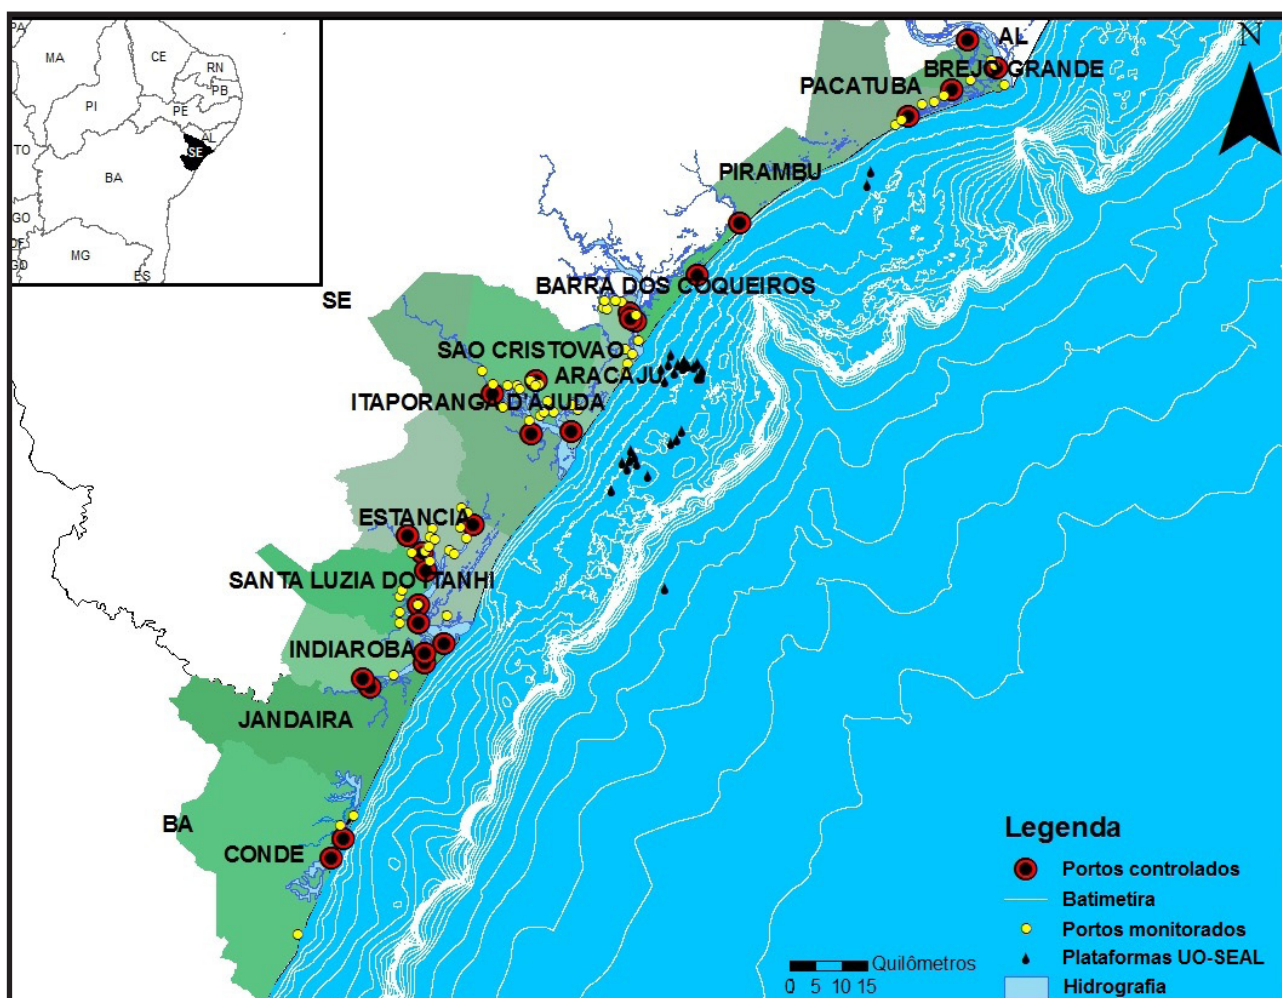 PA
MA
CE
RN
PB
PI
PE
AL
TO
SE
BA
GO
DF
GO
MG
ES
AL
N
BREJO GRANDE
PACATUBA
PIRAMBU
BARRA DOS COQUEIROS
SE
SAO CRISTOVAO
ARACAJU
ITAPORANGA D'AJUDA
ESTANCIA
SANTA LUZIA DO ITANHI
INDIAROBA
JANDAIRA
BA
CONDE
Legenda
Portos controlados
Batimetira
Portos monitorados
Plataformas UO-SEAL
Hidrografia
Quilômetros
0 5 10 15